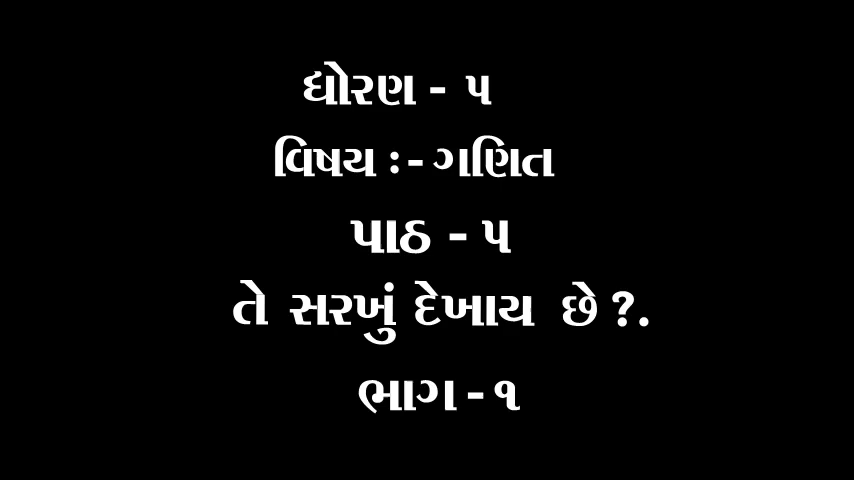 ધોરણ - ૫
વિષય :- ગણિત
પાઠ - ૫
તે સરખું દેખાય છે ?.
ભાગ - ૧